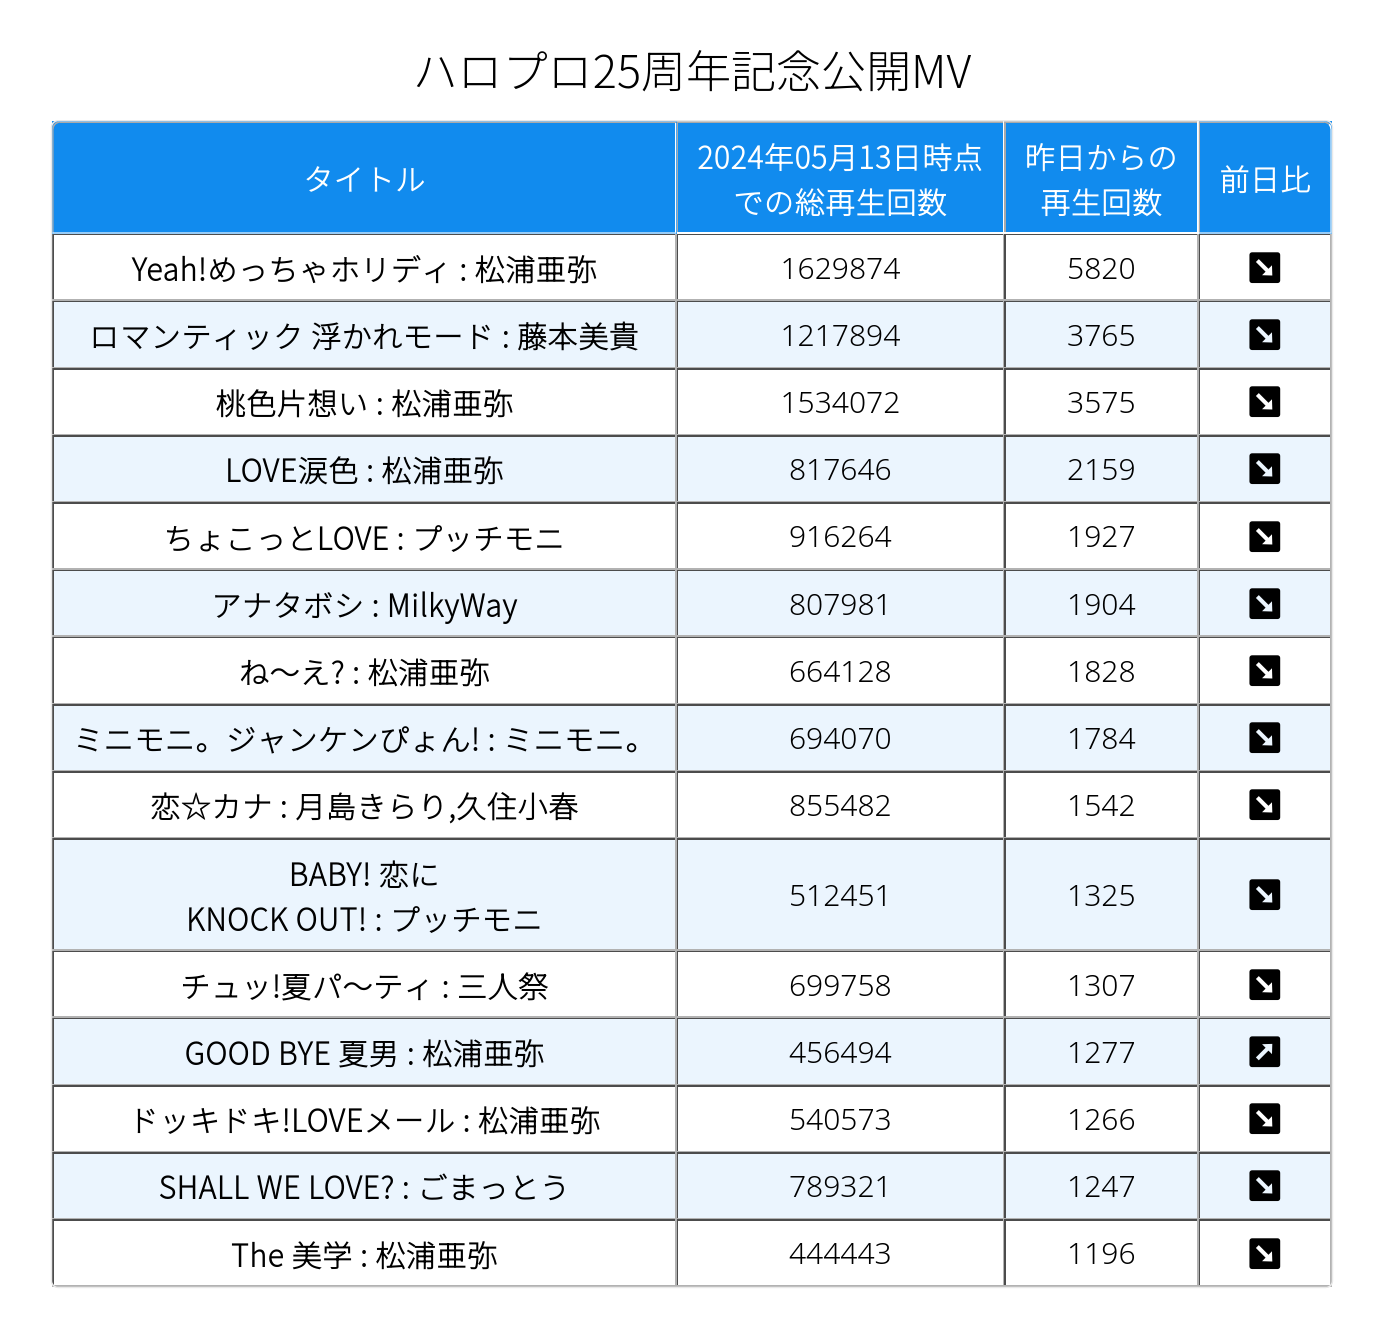 ハロプロ25周年記念公開MV
タイトル
2024年05月13日時点
での総再生回数
昨日からの
再生回数
前日比
Yeah!めっちゃホリディ : 松浦亜弥 1629874 5820 ↘
ロマンティック 浮かれモード : 藤本美貴 1217894 3765 ↘
桃色片想い : 松浦亜弥 1534072 3575 ↘
LOVE涙色 : 松浦亜弥 817646 2159 ↘
ちょこっとLOVE : プッチモニ 916264 1927 ↘
アナタボシ : MilkyWay 807981 1904 ↘
ね〜え? : 松浦亜弥 664128 1828 ↘
ミニモニ。ジャンケンぴょん! : ミニモニ。 694070 1784 ↘
恋☆カナ : 月島きらり,久住小春 855482 1542 ↘
BABY! 恋に
KNOCK OUT! : プッチモニ 512451 1325 ↘
チュッ!夏パ〜ティ : 三人祭 699758 1307 ↘
GOOD BYE 夏男 : 松浦亜弥 456494 1277 ↗
ドッキドキ!LOVEメール : 松浦亜弥 540573 1266 ↘
SHALL WE LOVE? : ごまっとう 789321 1247 ↘
The 美学 : 松浦亜弥 444443 1196 ↘